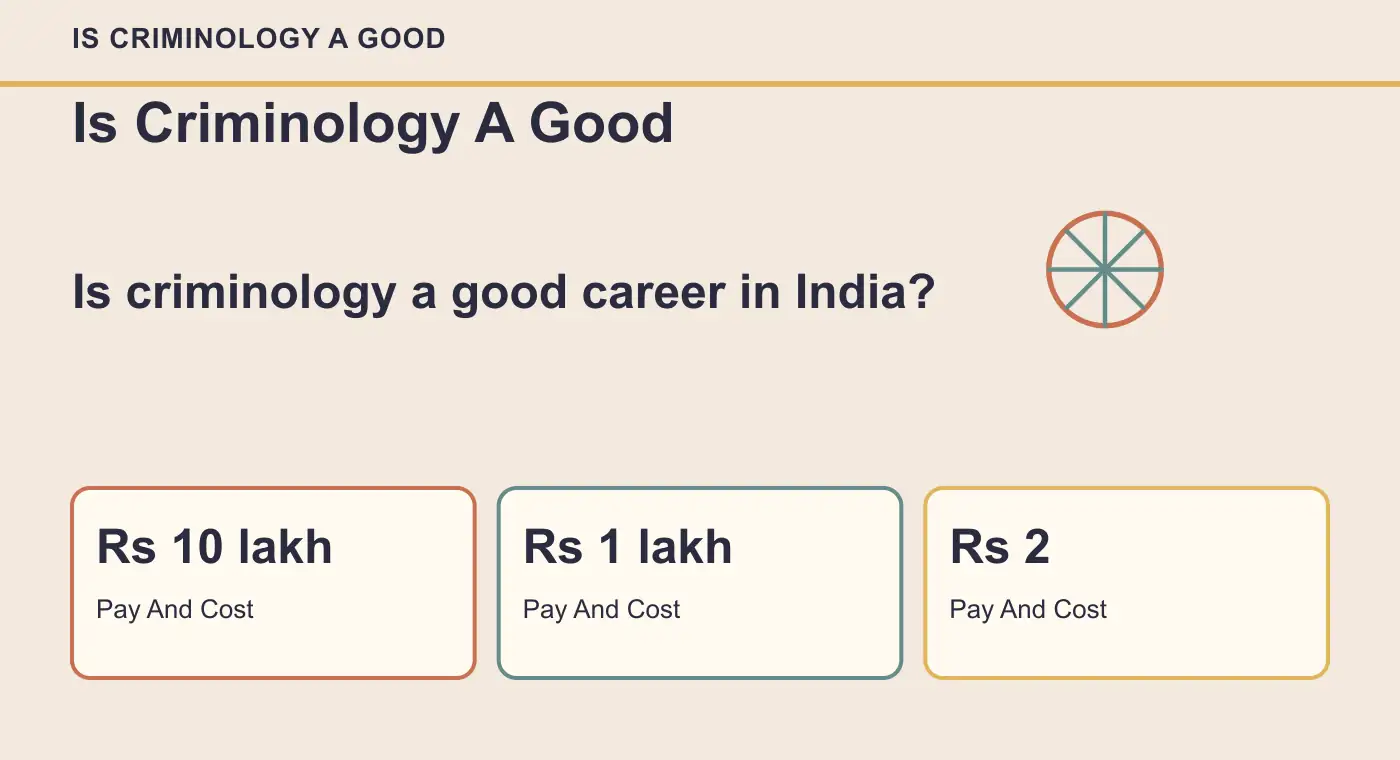 IS CRIMINOLOGY A GOOD
Is Criminology A Good
Is criminology a good career in India?
Rs 10 lakh
Pay And Cost
Rs 1 lakh
Pay And Cost
Rs 2
Pay And Cost